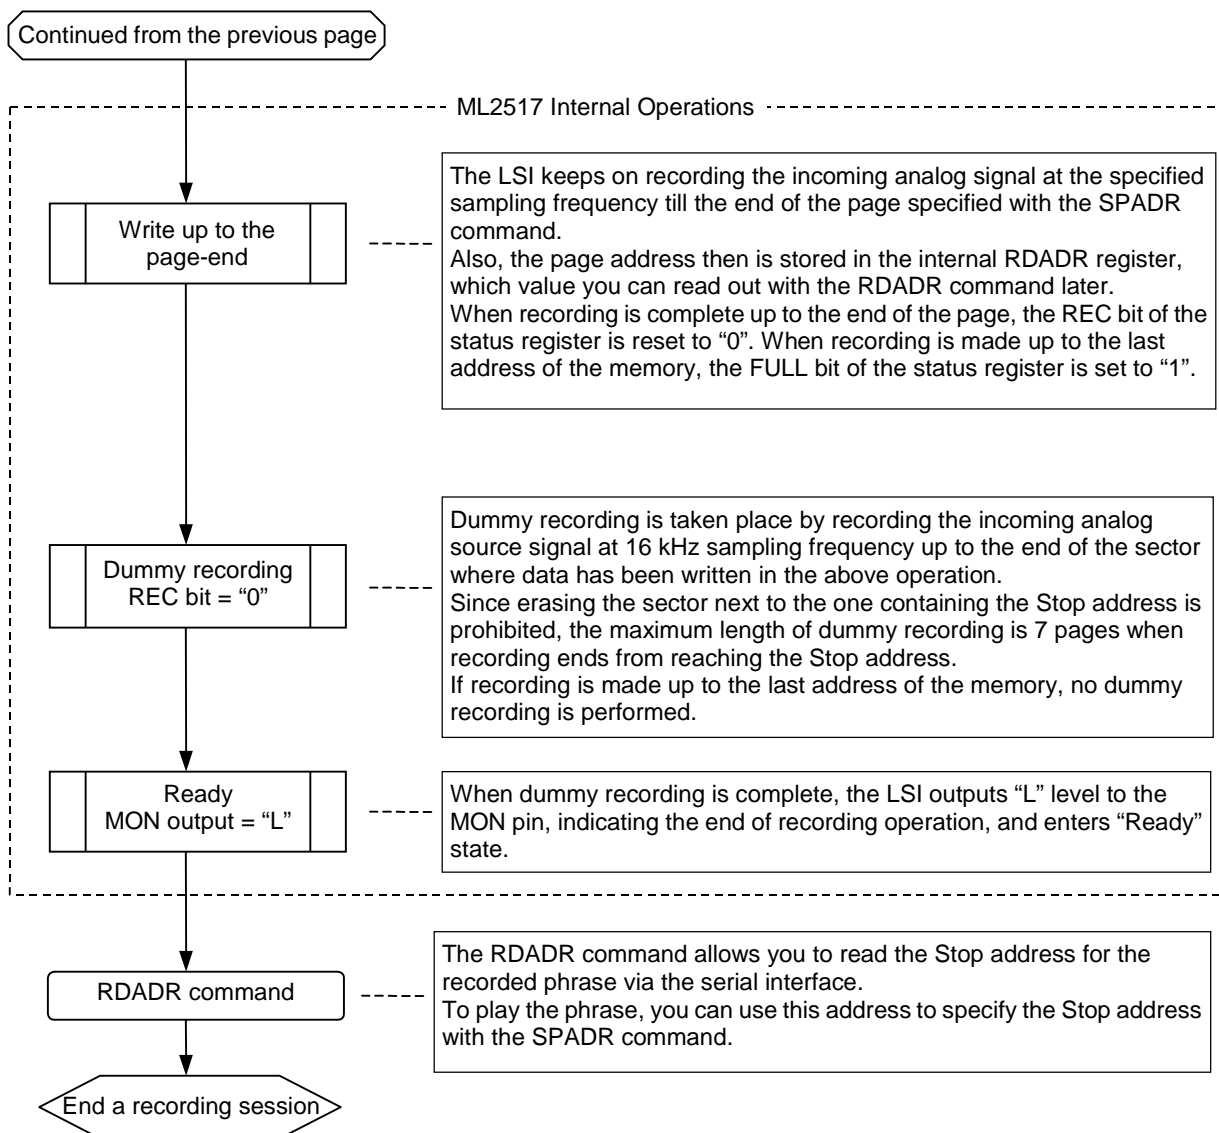 Continued from the previous page
ML2517 Internal Operations
Write up to the
page-end
The LSI keeps on recording the incoming analog signal at the specified
sampling frequency till the end of the page specified with the SPADR
command.
Also, the page address then is stored in the internal RDADR register,
which value you can read out with the RDADR command later.
When recording is complete up to the end of the page, the REC bit of the
status register is reset to “0”. When recording is made up to the last
address of the memory, the FULL bit of the status register is set to “1”.
Dummy recording
REC bit = “0”
Dummy recording is taken place by recording the incoming analog
source signal at 16 kHz sampling frequency up to the end of the sector
where data has been written in the above operation.
Since erasing the sector next to the one containing the Stop address is
prohibited, the maximum length of dummy recording is 7 pages when
recording ends from reaching the Stop address.
If recording is made up to the last address of the memory, no dummy
recording is performed.
Ready
MON output = “L”
When dummy recording is complete, the LSI outputs “L” level to the
MON pin, indicating the end of recording operation, and enters “Ready”
state.
RDADR command
The RDADR command allows you to read the Stop address for the
recorded phrase via the serial interface.
To play the phrase, you can use this address to specify the Stop address
with the SPADR command.
End a recording session